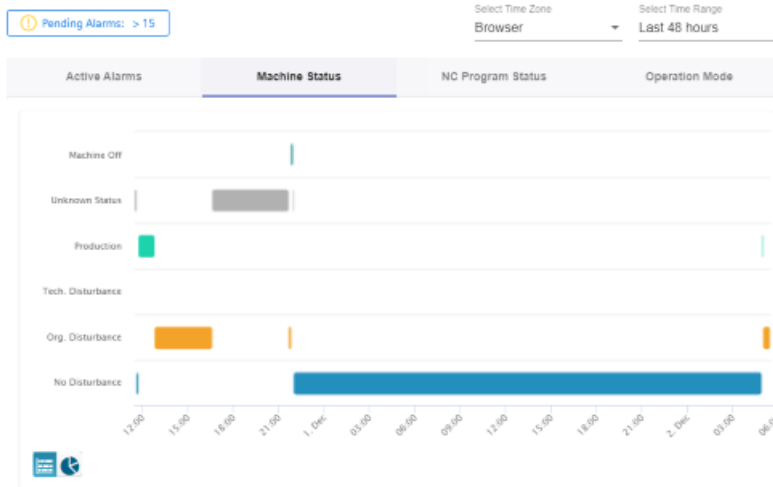 Select Time Zone
Select Time Range
Pending Alarms: > 15
Browser
Last 48 hours
Active Alarms
Machine Status
NC Program Status
Operation Mode
Machine Off
Unknown Status
Production
Tech. Disturbance
Org. Disturbance
No Disturbance
12:00
15:00
18:00
21:00
1. Dec
03:00
06:00
09:00
12:00
15:00
18:00
21:00
2. Dec
03:00